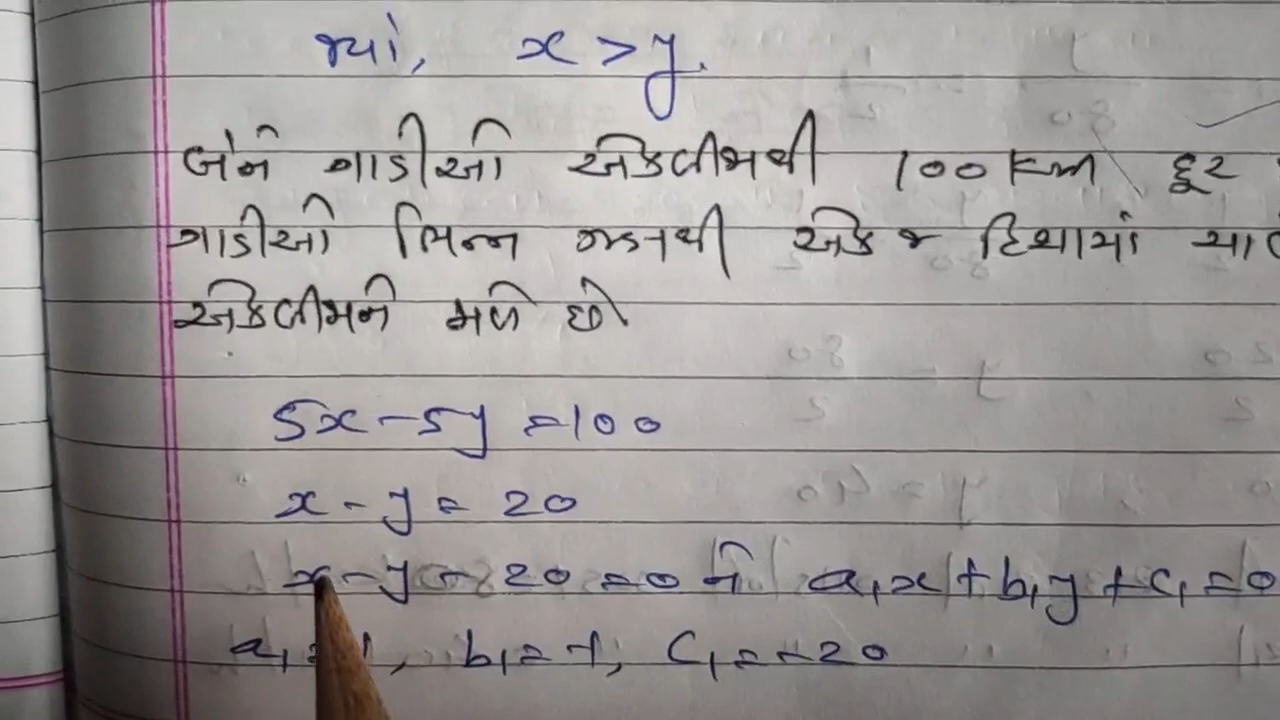 જ્યાં, x > y.
બંને ગાડીઓ એકબીજાથી 100 Km દૂર
ગાડીઓ ભિન્ન ઝડપથી એક જ દિશામાં
એકબીજાને મળે છે
5x - 5y = 100
x - y = 20
x - y - 20 = 0 ને a₁x + b₁y + c₁ = 0
a₁ = 1, b₁ = -1, C₁ = -20